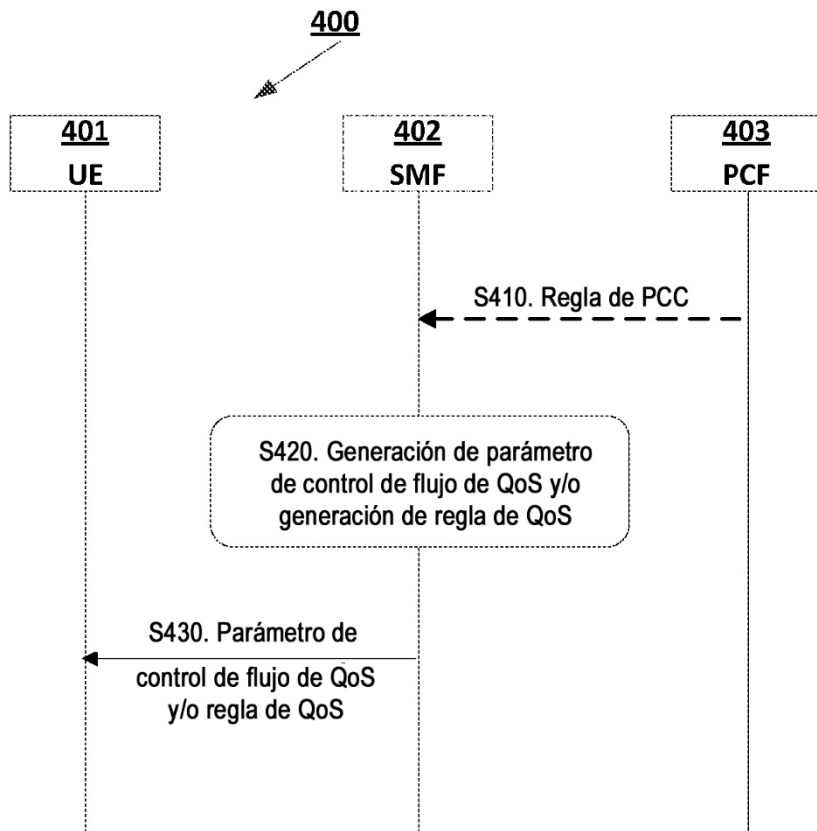 400
401
UE
402
SMF
403
PCF
S410. Regla de PCC
S420. Generación de parámetro
de control de flujo de QoS y/o
generación de regla de QoS
S430. Parámetro de
control de flujo de QoS
y/o regla de QoS